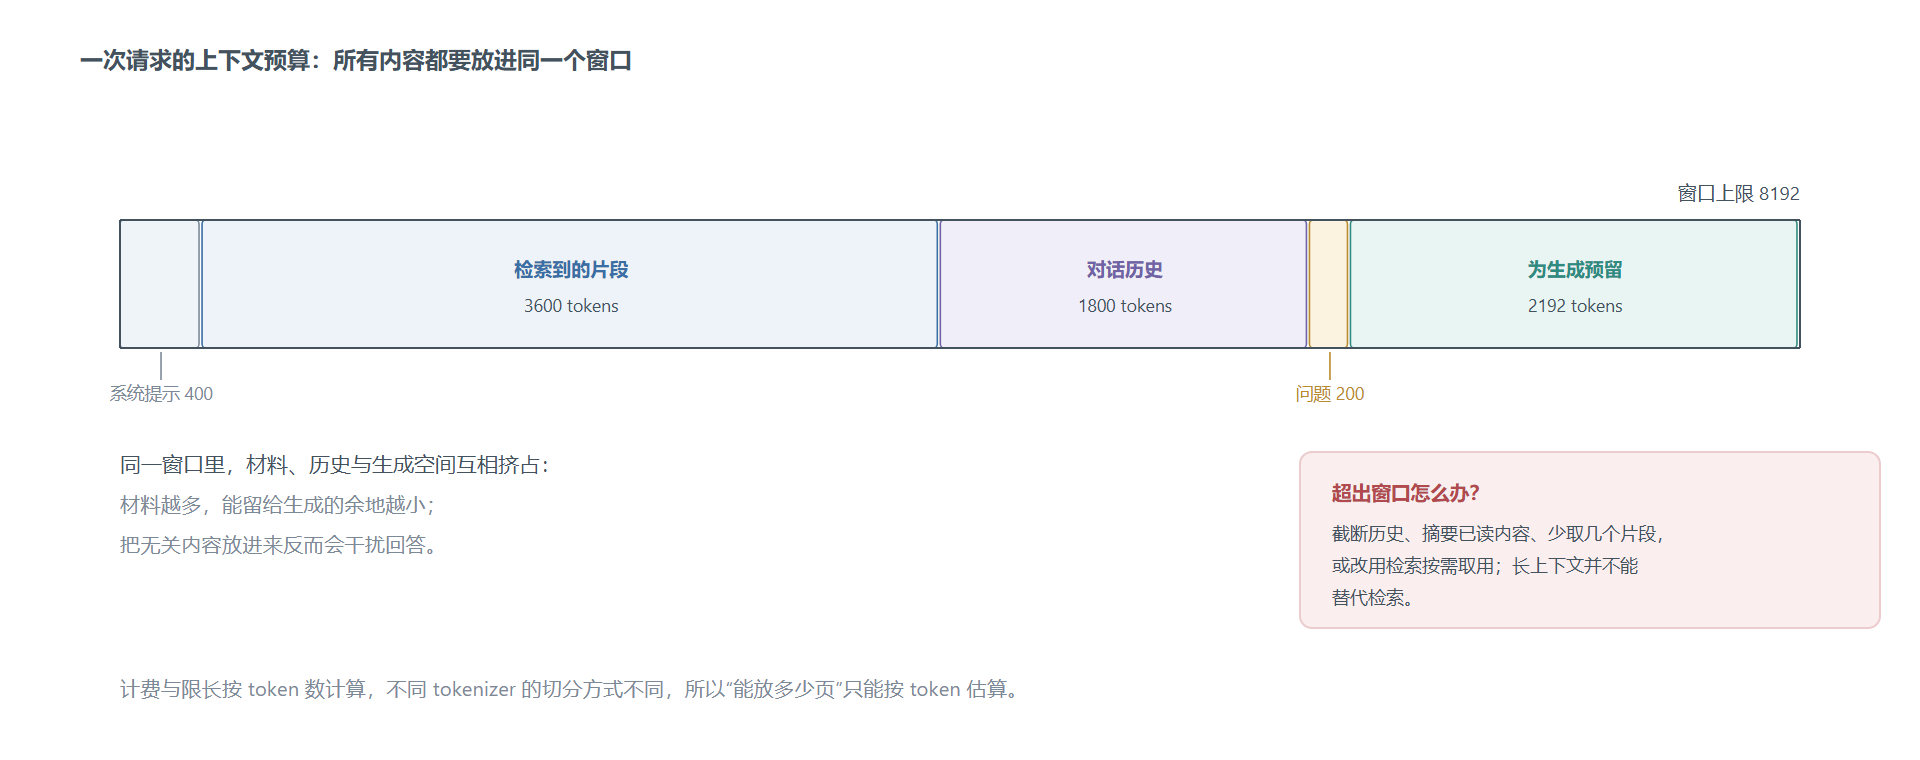 一次请求的上下文预算：所有内容都要放进同一个窗口
窗口上限 8192
检索到的片段
3600 tokens
对话历史
1800 tokens
为生成预留
2192 tokens
系统提示 400
问题 200
同一窗口里，材料、历史与生成空间互相挤占：
材料越多，能留给生成的余地越小；
把无关内容放进来反而会干扰回答。
超出窗口怎么办？
截断历史、摘要已读内容、少取几个片段，
或改用检索按需取用；长上下文并不能
替代检索。
计费与限长按 token 数计算，不同 tokenizer 的切分方式不同，所以“能放多少页”只能按 token 估算。